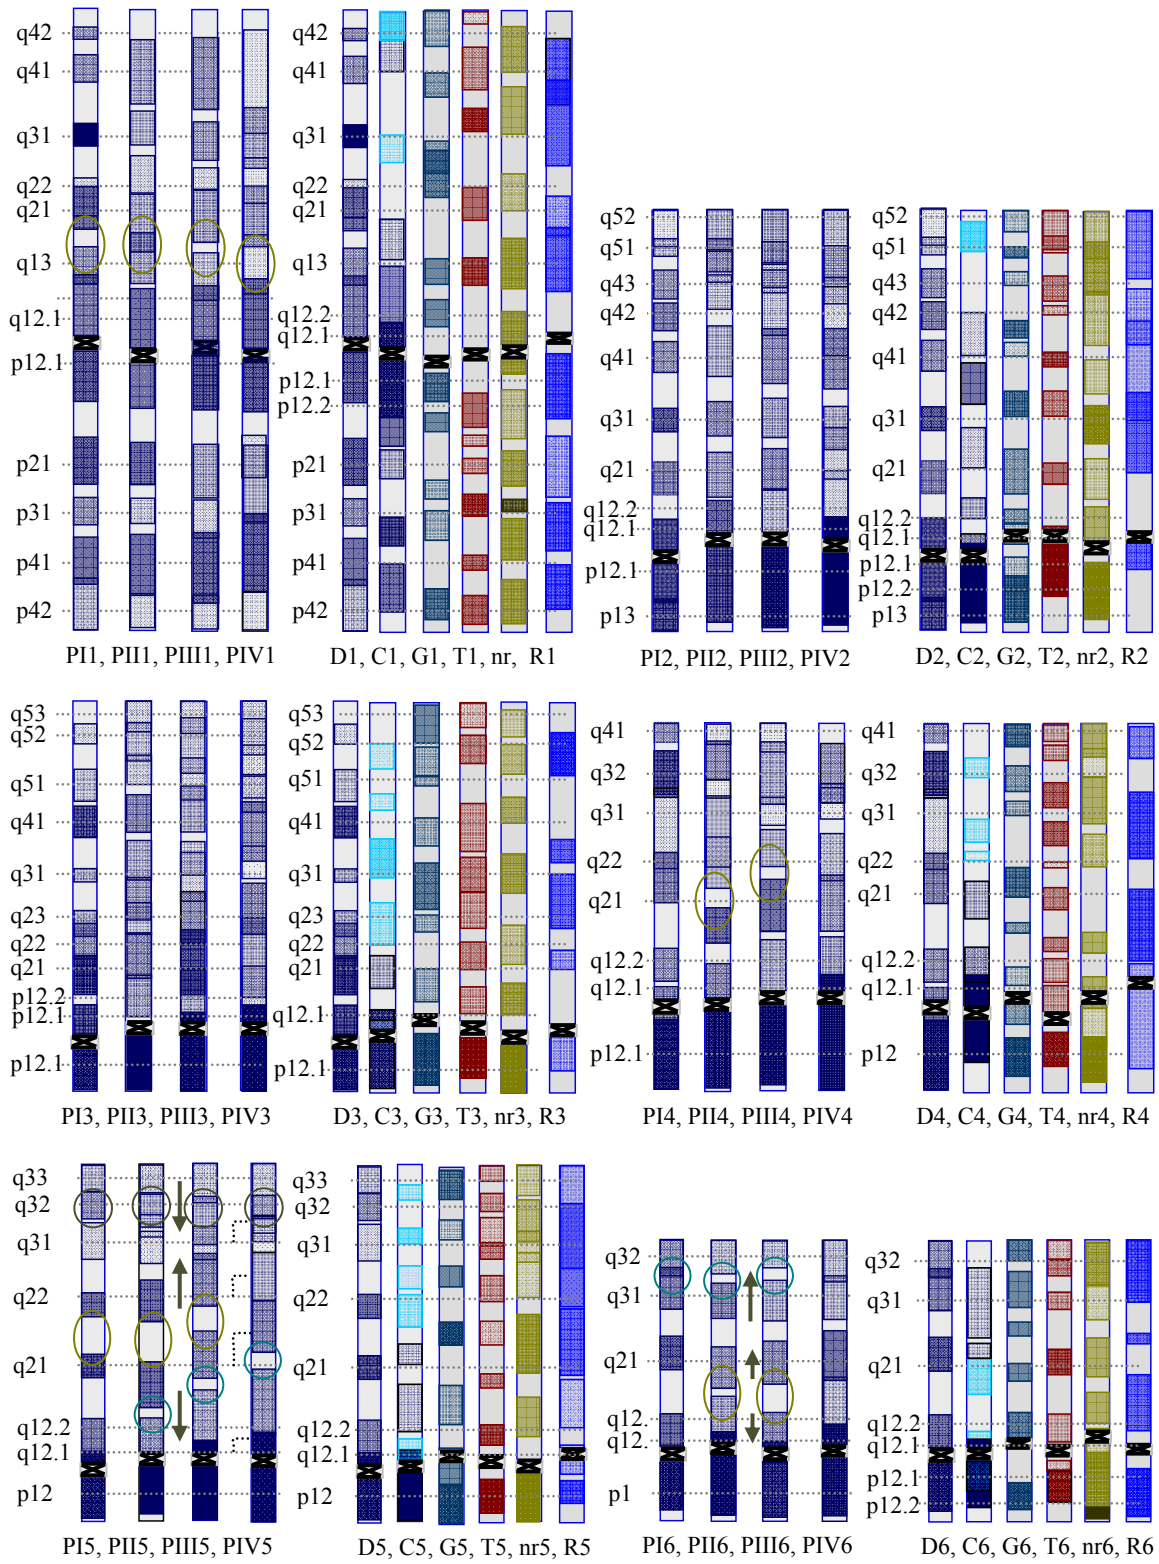 q42
q41
q31
q22
q21
q13
q12.1
p12.1
p21
p31
p41
p42
PI1, PII1, PIII1, PIV1
q42
q41
q31
q22
q21
q13
q12.2
q12.1
p12.1
p12.2
p21
p31
p41
p42
D1, C1, G1, T1, nr, R1
q52
q51
q43
q42
q41
q31
q21
q12.2
q12.1
p12.1
p13
PI2, PII2, PIII2, PIV2
q52
q51
q43
q42
q41
q31
q21
q12.2
q12.1
p12.1
p12.2
p13
D2, C2, G2, T2, nr2, R2
q53
q52
q51
q41
q31
q23
q22
q21
p12.2
p12.1
p12.1
PI3, PII3, PIII3, PIV3
q53
q52
q51
q41
q31
q23
q22
q21
q12.1
p12.1
D3, C3, G3, T3, nr3, R3
q41
q32
q31
q22
q21
q12.2
q12.1
p12.1
PI4, PII4, PIII4, PIV4
q41
q32
q31
q22
q21
q12.2
q12.1
p12
D4, C4, G4, T4, nr4, R4
q33
q32
q31
q22
q21
q12.2
q12.1
p12
PI5, PII5, PIII5, PIV5
q33
q32
q31
q22
q21
q12.2
q12.1
p12
D5, C5, G5, T5, nr5, R5
q32
q31
q21
q12.
q12.
p1
PI6, PII6, PIII6, PIV6
q32
q31
q21
q12.2
q12.1
p12.1
p12.2
D6, C6, G6, T6, nr6, R6